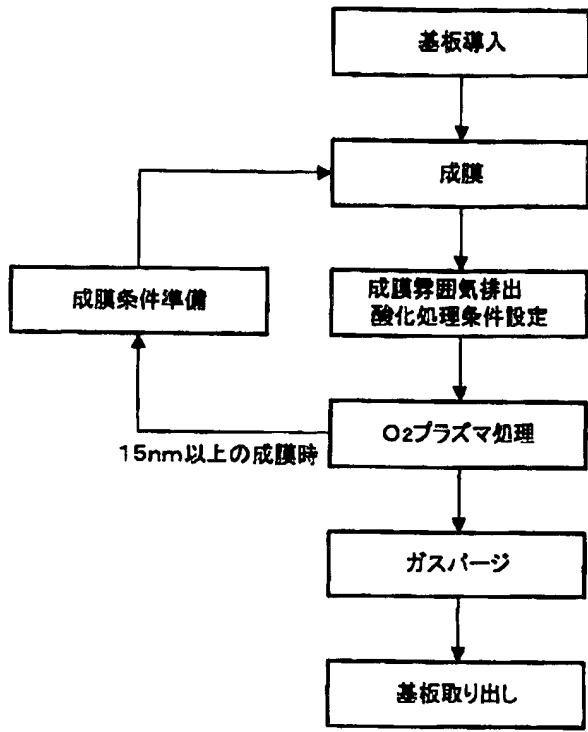 基板導入
成膜
成膜条件準備
成膜雰囲気排出
酸化処理条件設定
O2プラズマ処理
15nm以上の成膜時
ガスパージ
基板取り出し